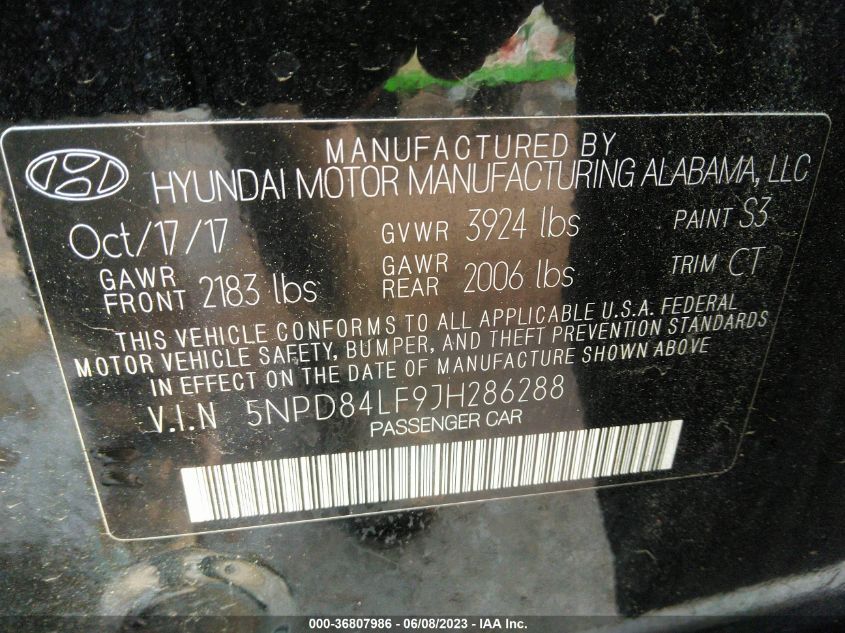 MANUFACTURED BY
HYUNDAI MOTOR MANUFACTURING ALABAMA, LLC
Oct/17/17 GVWR 3924 lbs PAINT S3
GAWR FRONT 2183 lbs GAWR REAR 2006 lbs TRIM CT
THIS VEHICLE CONFORMS TO ALL APPLICABLE U.S.A. FEDERAL
MOTOR VEHICLE SAFETY, BUMPER, AND THEFT PREVENTION STANDARDS
IN EFFECT ON THE DATE OF MANUFACTURE SHOWN ABOVE
V.I.N 5NPD84LF9JH286288
PASSENGER CAR
000-36807986 - 06/08/2023 - IAA Inc.